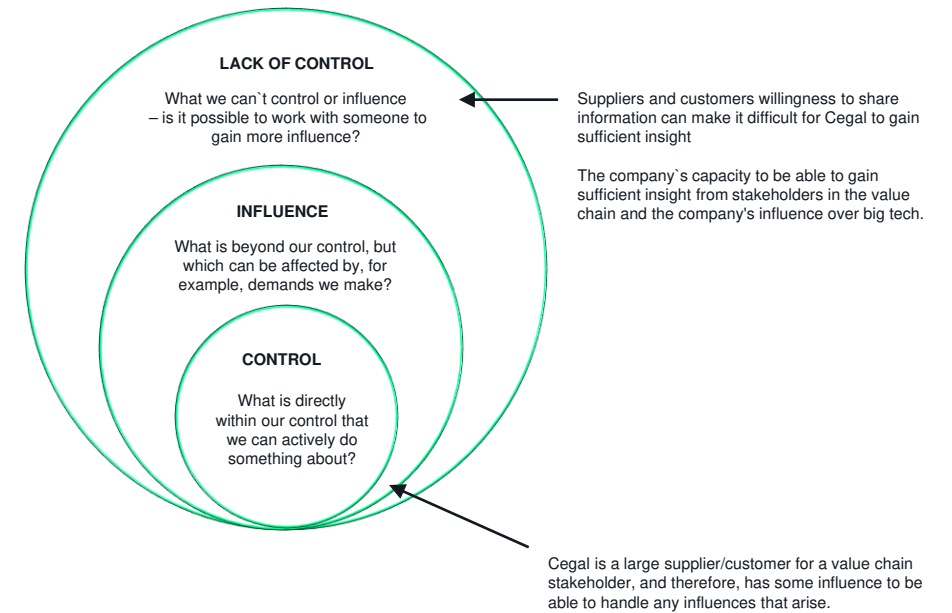 LACK OF CONTROL
What we can`t control or influence
– is it possible to work with someone to
gain more influence?
Suppliers and customers willingness to share
information can make it difficult for Cegal to gain
sufficient insight
The company`s capacity to be able to gain
sufficient insight from stakeholders in the value
chain and the company's influence over big tech.
INFLUENCE
What is beyond our control, but
which can be affected by, for
example, demands we make?
CONTROL
What is directly
within our control that
we can actively do
something about?
Cegal is a large supplier/customer for a value chain
stakeholder, and therefore, has some influence to be
able to handle any influences that arise.